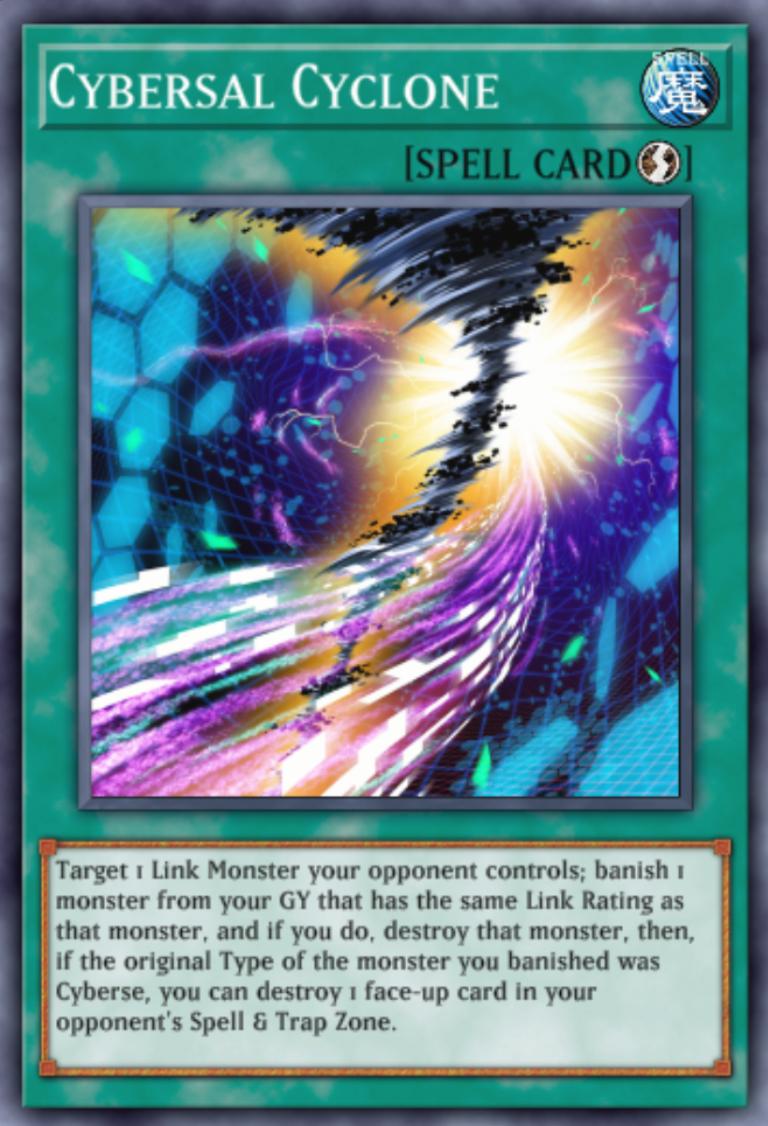 CYBERSAL CYCLONE
SPELL
魔
[SPELL CARD]
Target 1 Link Monster your opponent controls; banish 1
monster from your GY that has the same Link Rating as
that monster, and if you do, destroy that monster, then,
if the original Type of the monster you banished was
Cyberse, you can destroy 1 face-up card in your
opponent's Spell & Trap Zone.